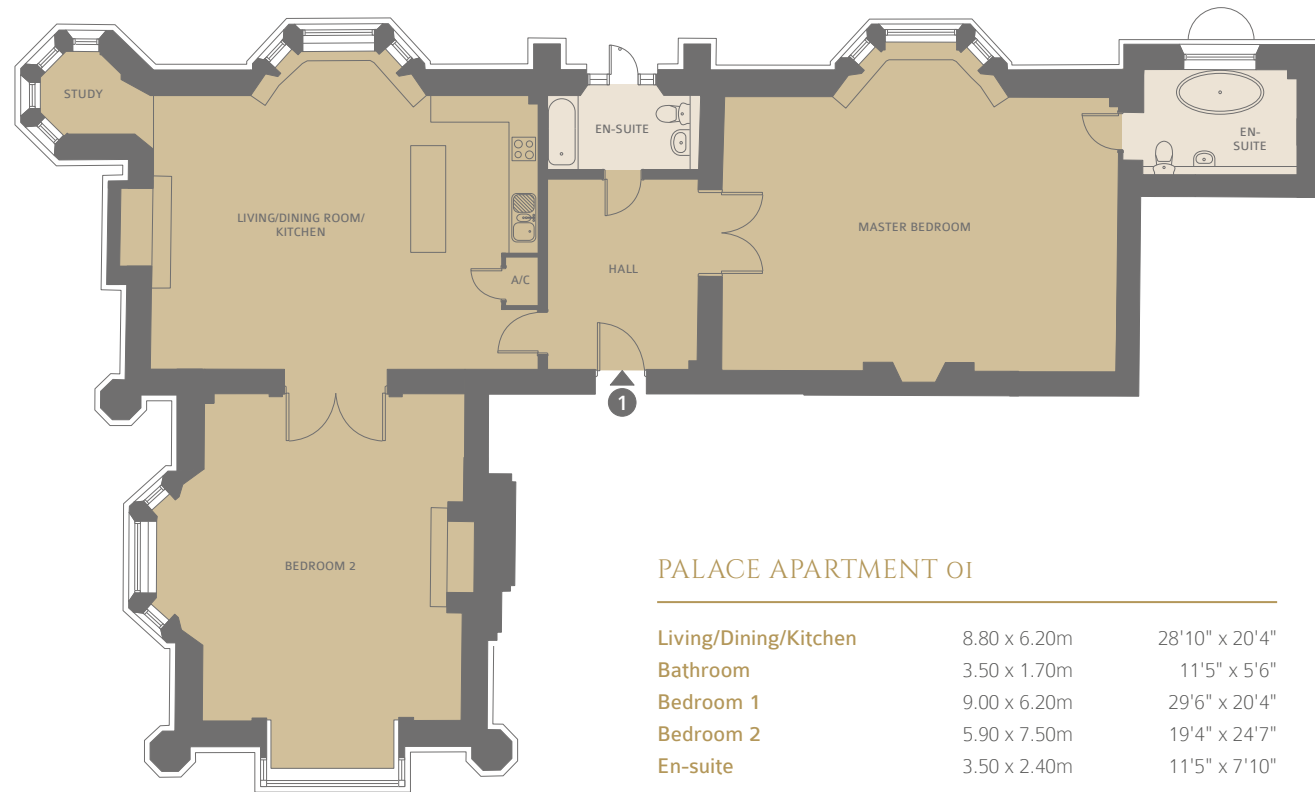 STUDY
EN-SUITE
EN-
SUITE
LIVING/DINING ROOM/
KITCHEN
MASTER BEDROOM
HALL
A/C
1
BEDROOM 2
PALACE APARTMENT 01
Living/Dining/Kitchen 8.80 x 6.20m 28'10" x 20'4"
Bathroom 3.50 x 1.70m 11'5" x 5'6"
Bedroom 1 9.00 x 6.20m 29'6" x 20'4"
Bedroom 2 5.90 x 7.50m 19'4" x 24'7"
En-suite 3.50 x 2.40m 11'5" x 7'10"